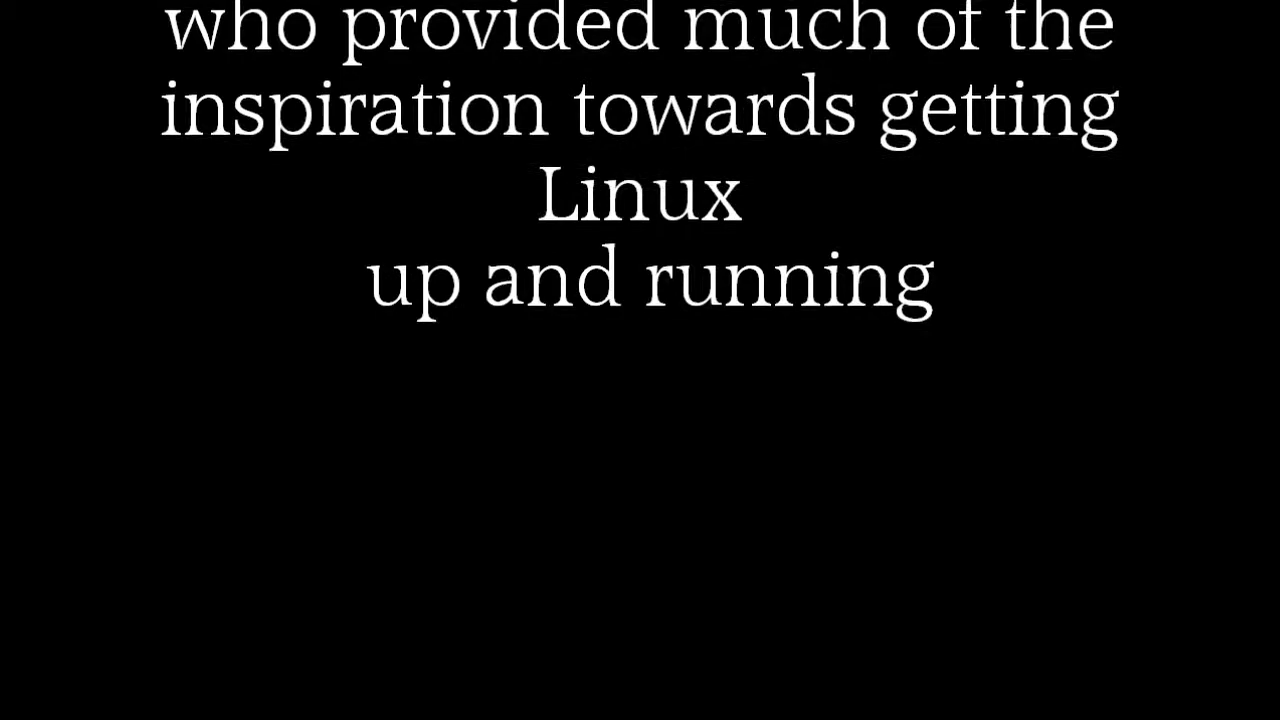 who provided much of the
inspiration towards getting
Linux
up and running